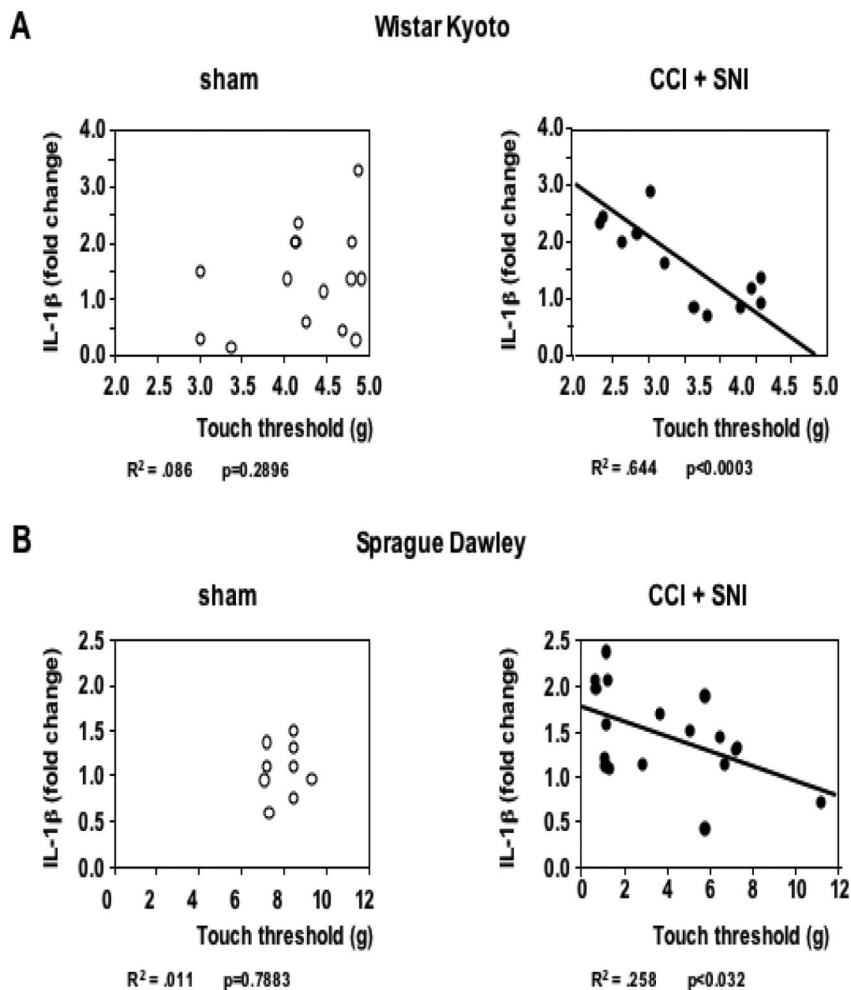 A
Wistar Kyoto
sham
CCI + SNI
IL-1β (fold change)
4.0
3.0
2.0
1.0
0.0
2.0 2.5 3.0 3.5 4.0 4.5 5.0
Touch threshold (g)
R² = .086 p=0.2896
IL-1β (fold change)
4.0
3.0
2.0
1.0
0.0
2.0 2.5 3.0 3.5 4.0 5.0
Touch threshold (g)
R² = .644 p<0.0003
B
Sprague Dawley
sham
CCI + SNI
IL-1β (fold change)
2.5
2.0
1.5
1.0
0.5
0.0
0 2 4 6 8 10 12
Touch threshold (g)
R² = .011 p=0.7883
IL-1β (fold change)
2.5
2.0
1.5
1.0
0.5
0.0
0 2 4 6 8 10 12
Touch threshold (g)
R² = .258 p<0.032